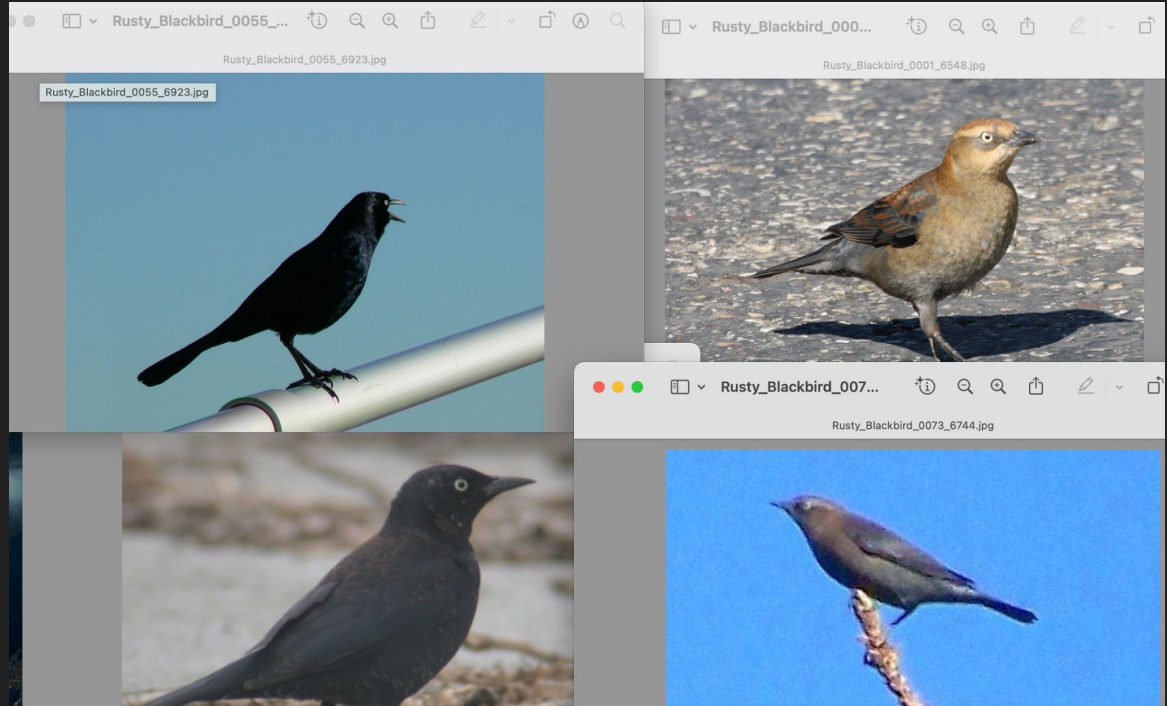 Rusty_Blackbird_0055_...
Rusty_Blackbird_0055_6923.jpg
Rusty_Blackbird_0055_6923.jpg
Rusty_Blackbird_000...
Rusty_Blackbird_0001_6548.jpg
Rusty_Blackbird_007...
Rusty_Blackbird_0073_6744.jpg